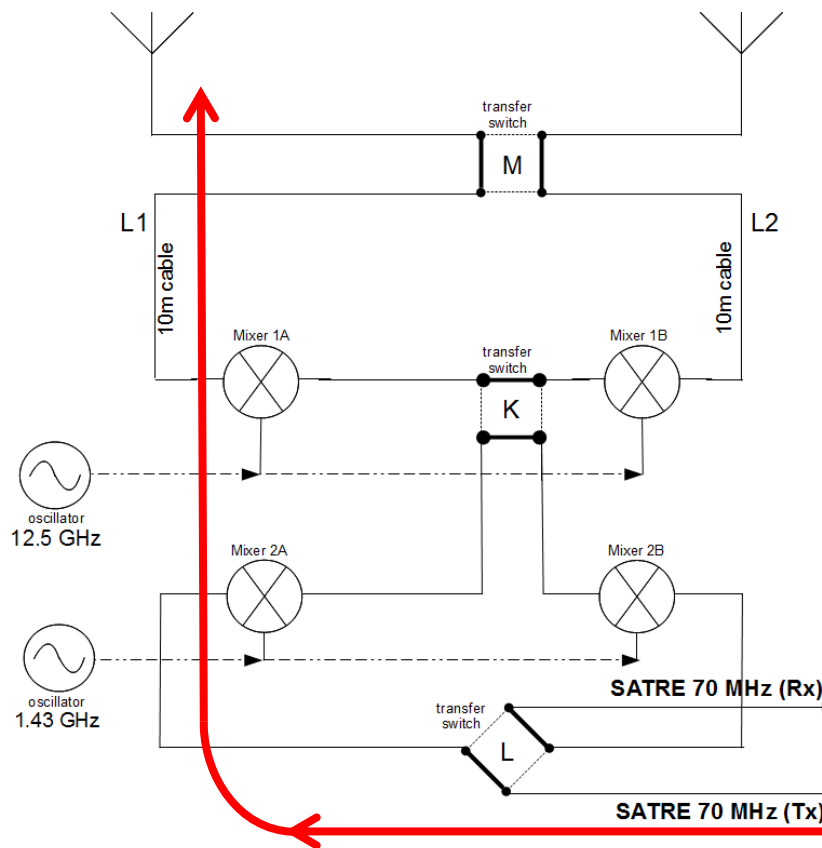 transfer
switch
M
L1
L2
10m cable
10m cable
Mixer 1A
Mixer 1B
transfer
switch
K
oscillator
12.5 GHz
Mixer 2A
Mixer 2B
oscillator
1.43 GHz
SATRE 70 MHz (Rx)
transfer
switch
L
SATRE 70 MHz (Tx)